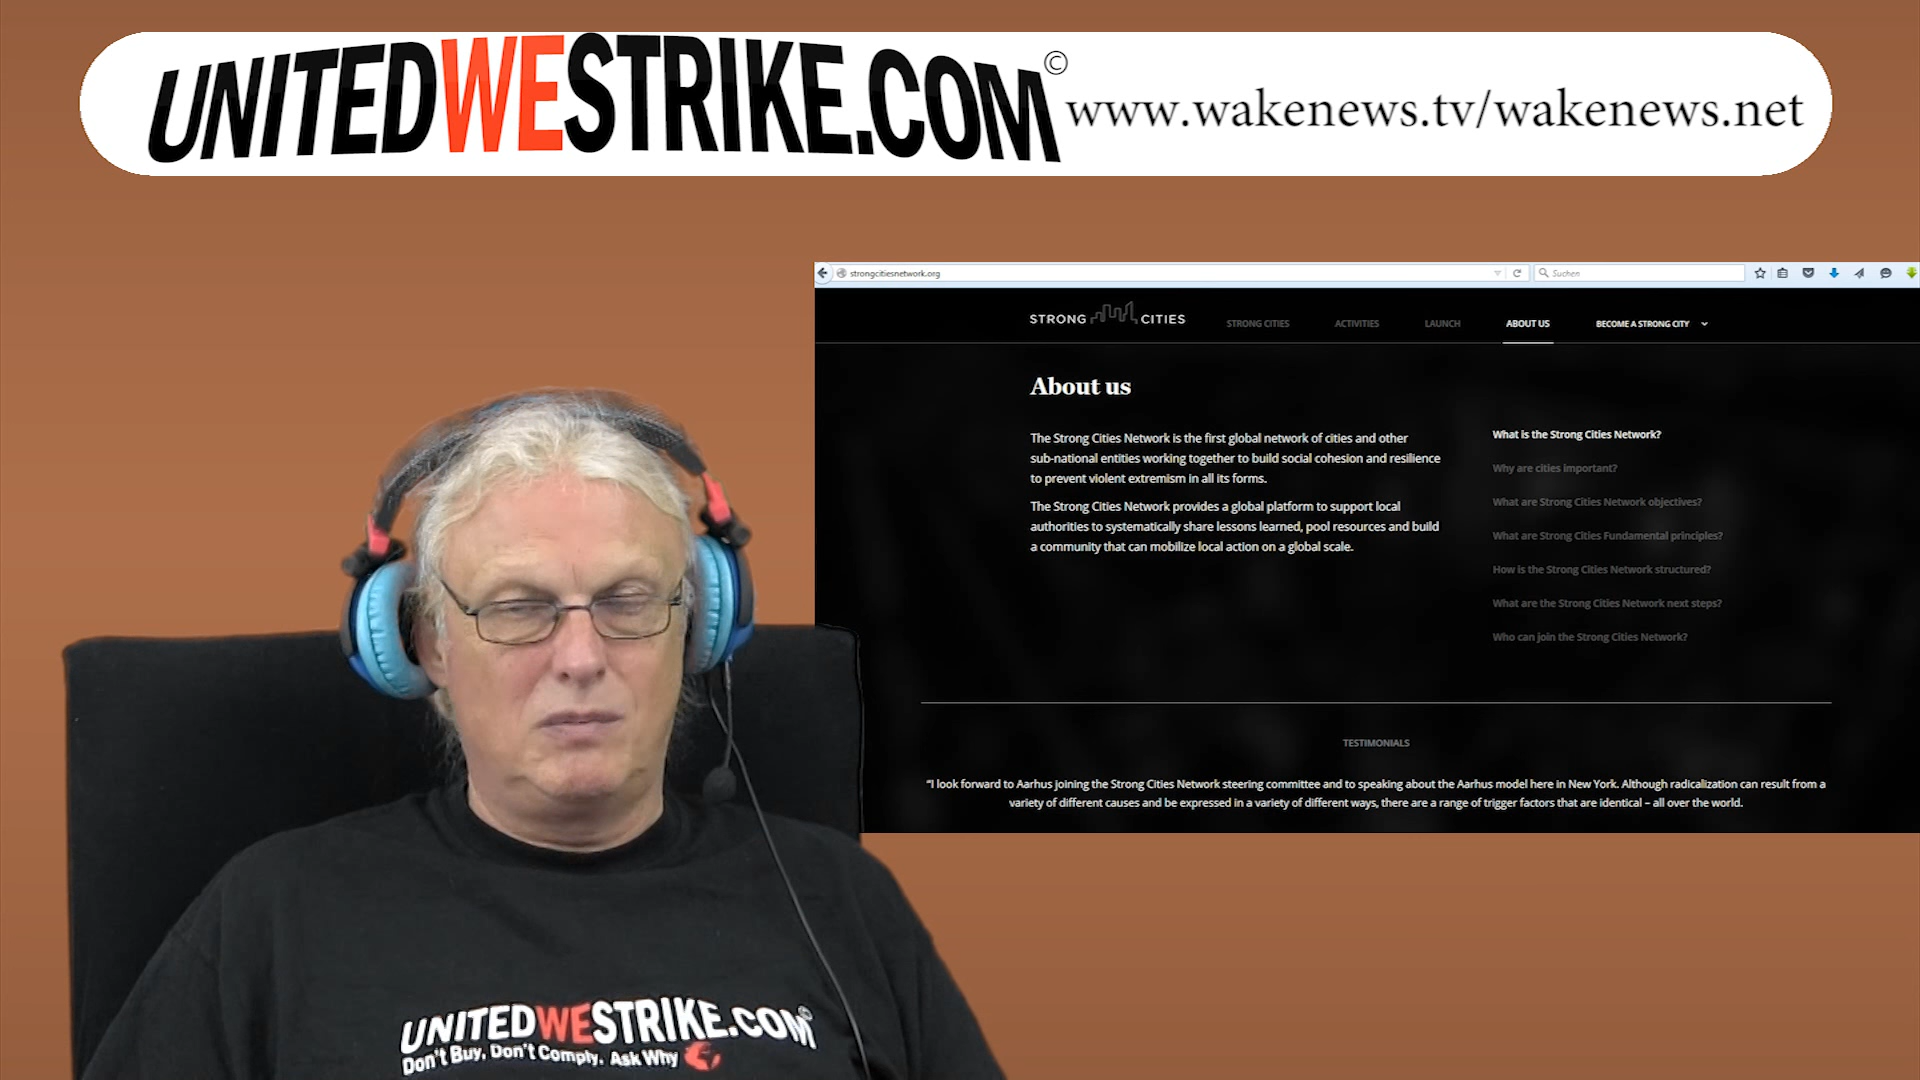 UNITEDWESTRIKE.COM©
www.wakenews.tv/wakenews.net
strongcitiesnetwork.org
Suchen
STRONG CITIES
STRONG CITIES
ACTIVITIES
LAUNCH
ABOUT US
BECOME A STRONG CITY
About us
The Strong Cities Network is the first global network of cities and other
sub-national entities working together to build social cohesion and resilience
to prevent violent extremism in all its forms.
The Strong Cities Network provides a global platform to support local
authorities to systematically share lessons learned, pool resources and build
a community that can mobilize local action on a global scale.
What is the Strong Cities Network?
Why are cities important?
What are Strong Cities Network objectives?
What are Strong Cities Fundamental principles?
How is the Strong Cities Network structured?
What are the Strong Cities Network next steps?
Who can join the Strong Cities Network?
TESTIMONIALS
“I look forward to Aarhus joining the Strong Cities Network steering committee and to speaking about the Aarhus model here in New York. Although radicalization can result from a
variety of different causes and be expressed in a variety of different ways, there are a range of trigger factors that are identical – all over the world.
UNITEDWESTRIKE.COM©
Don't Buy. Don't Comply. Ask Why